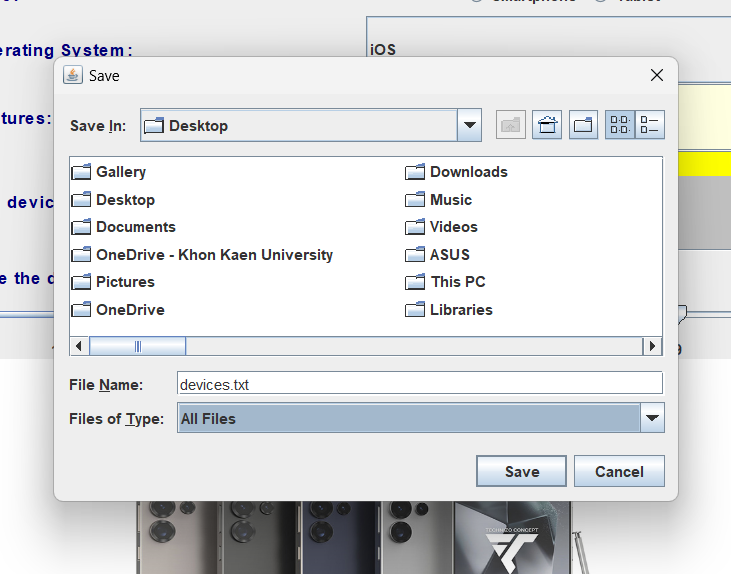 iOS
erating System:
Save
Save In:
Desktop
tures:
Gallery
Downloads
Desktop
Music
devic
Documents
Videos
OneDrive - Khon Kaen University
ASUS
e the d
Pictures
This PC
OneDrive
Libraries
File Name:
devices.txt
Files of Type:
All Files
Save
Cancel
TECHNIZO CONCEPT